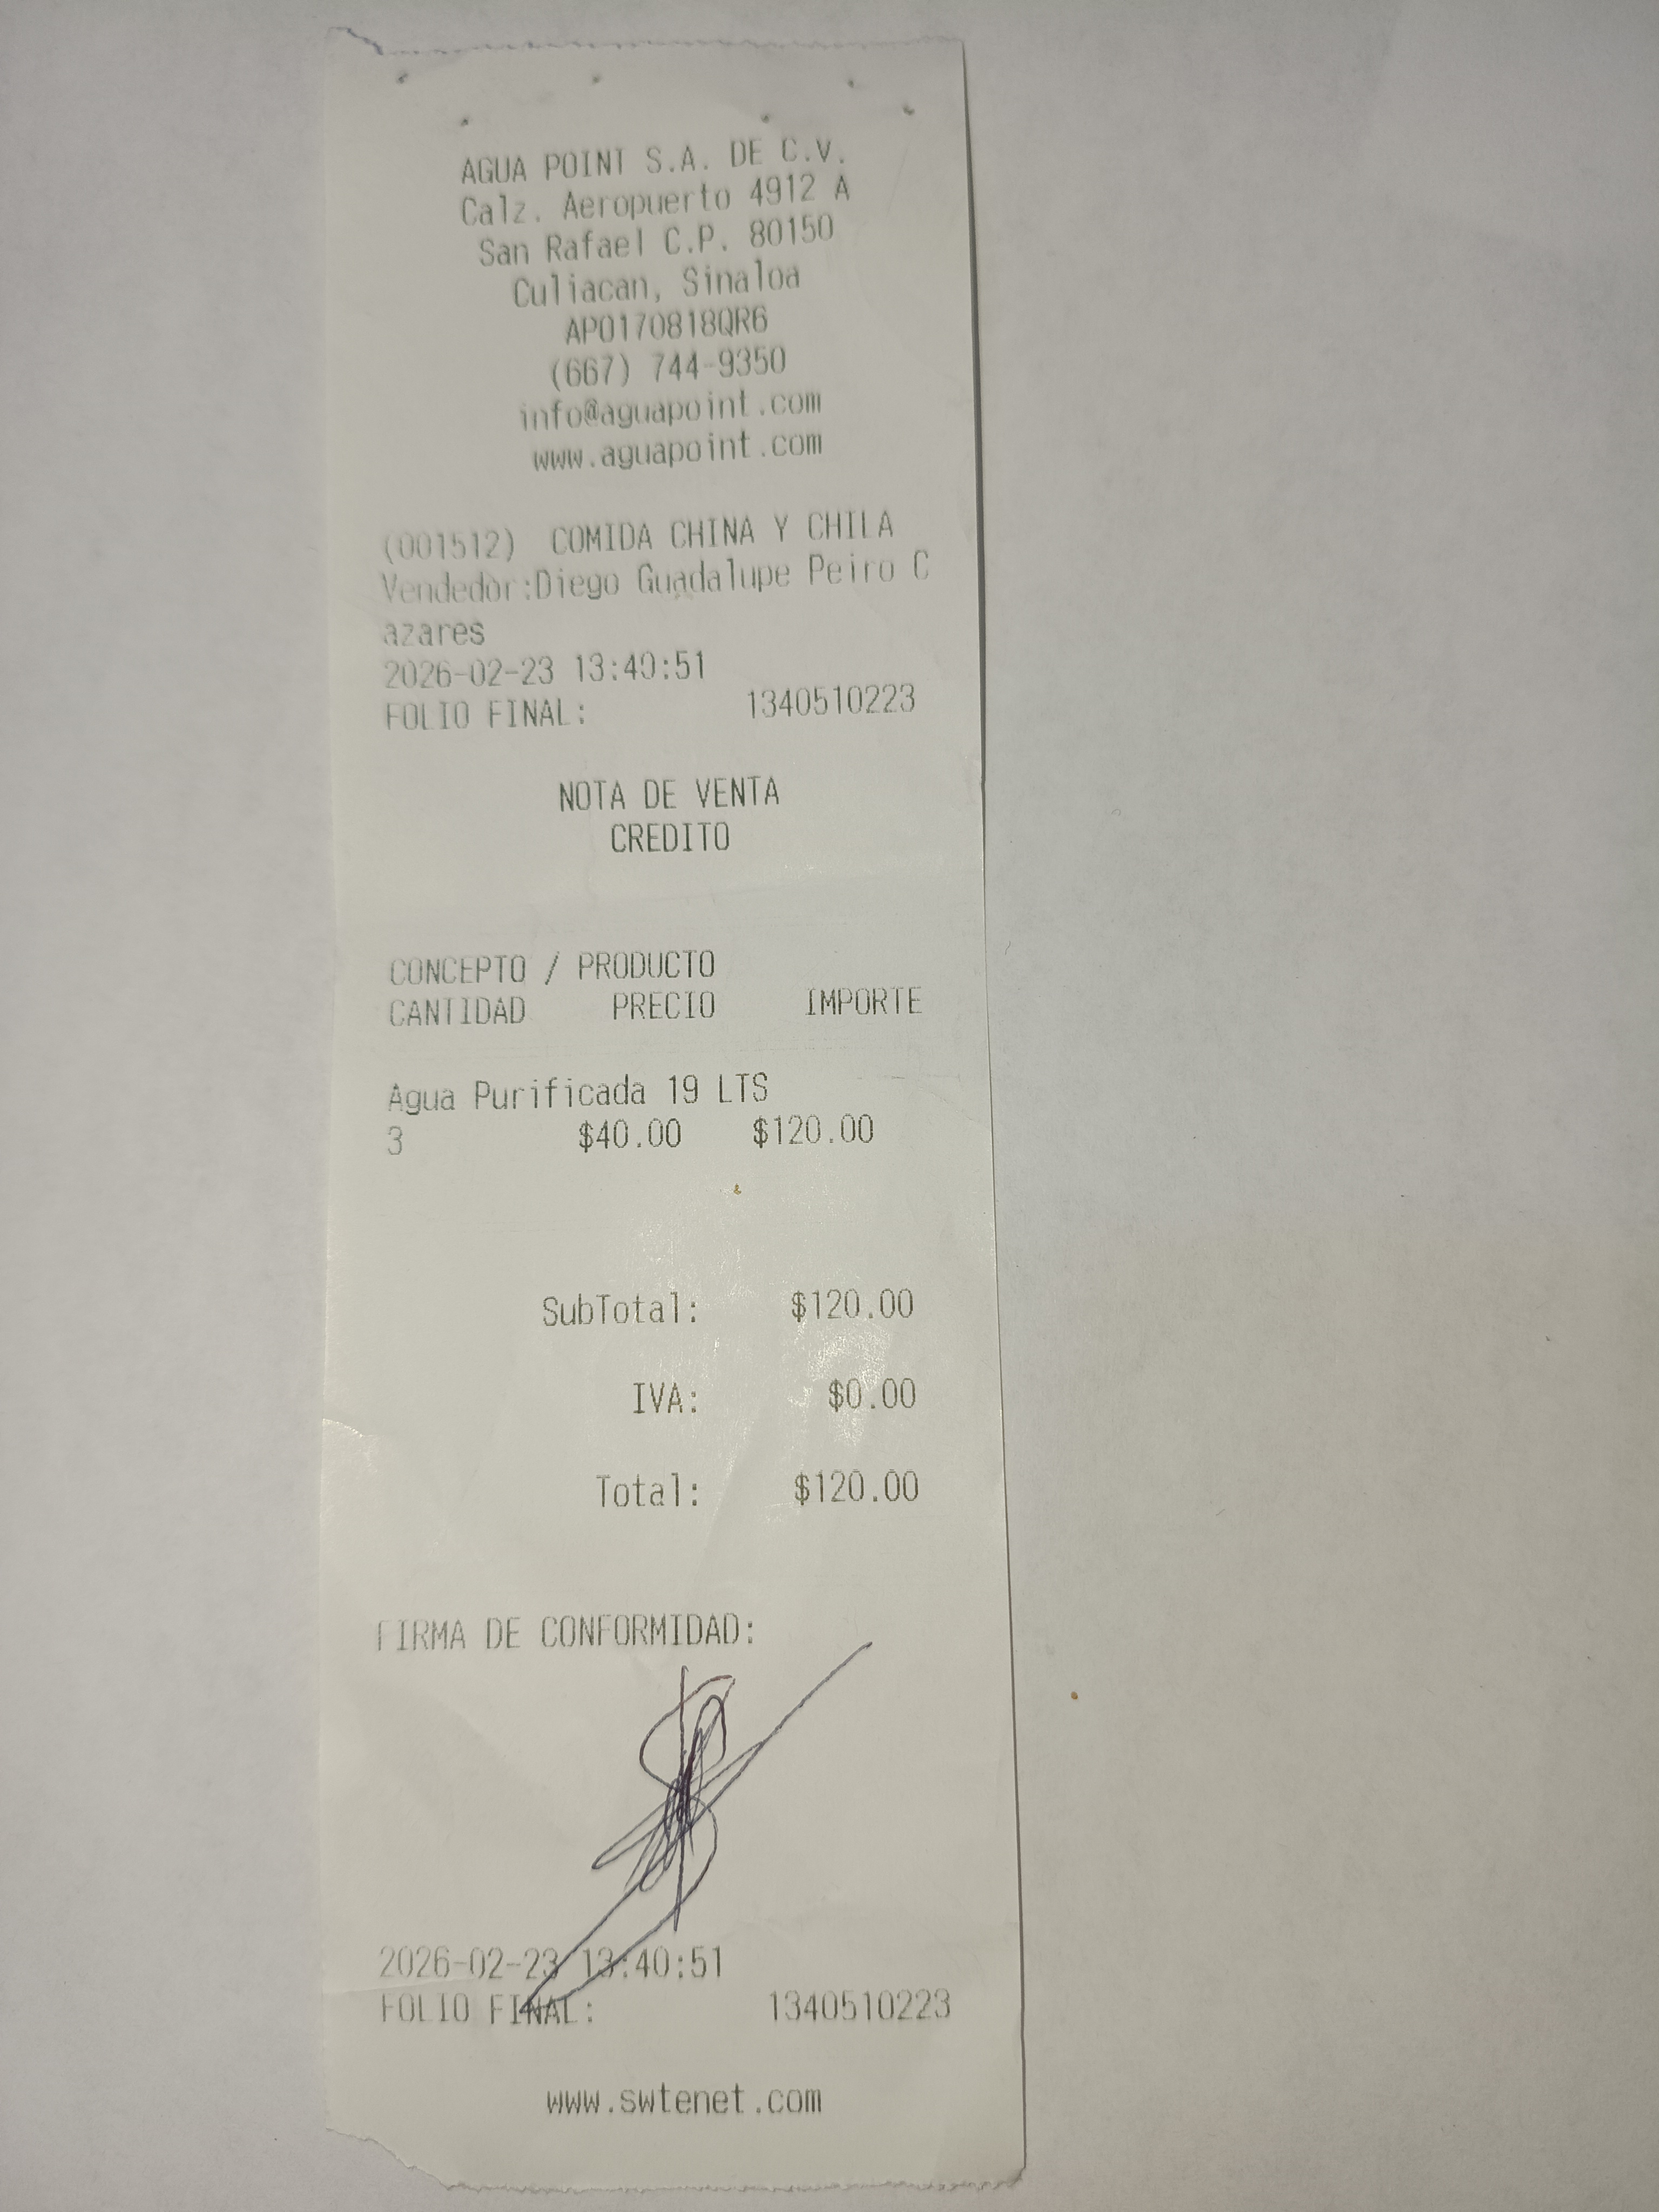 AGUA POINT S.A. DE C.V.
Calz. Aeropuerto 4912 A
San Rafael C.P. 80150
Culiacan, Sinaloa
APO170818QR6
(667) 744-9350
info@aguapoint.com
www.aguapoint.com
(001512) COMIDA CHINA Y CHILA
Vendedor:Diego Guadalupe Peiro C
azares
2026-02-23 13:40:51
FOLIO FINAL: 1340510223
NOTA DE VENTA
CREDITO
CONCEPTO / PRODUCTO
CANTIDAD PRECIO IMPORTE
Agua Purificada 19 LTS
3 $40.00 $120.00
SubTotal: $120.00
IVA: $0.00
Total: $120.00
FIRMA DE CONFORMIDAD:
2026-02-23 13:40:51
FOLIO FINAL: 1340510223
www.swtenet.com